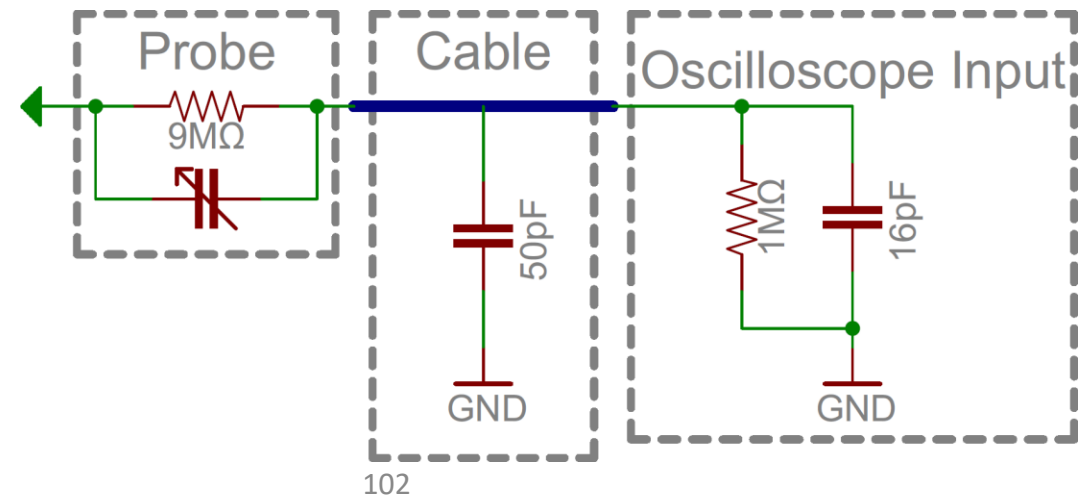 Probe
Cable
Oscilloscope Input
9MΩ
50pF
1MΩ
16pF
GND
GND
102